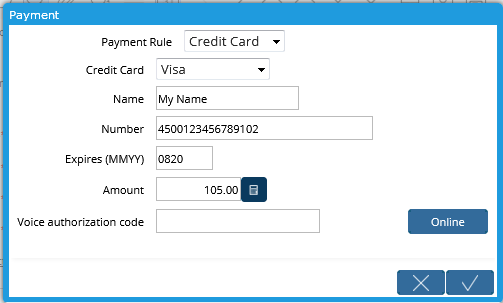 Payment
Payment Rule Credit Card
Credit Card Visa
Name My Name
Number 4500123456789102
Expires (MMYY) 0820
Amount 105.00
Voice authorization code Online